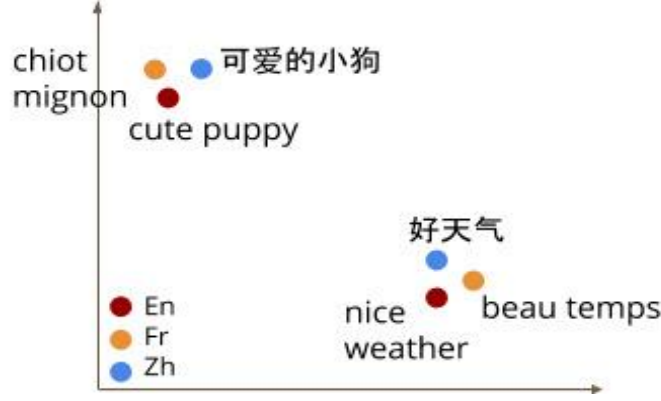 chiot
mignon
可爱的小狗
cute puppy
好天气
nice
weather
beau temps
En
Fr
Zh